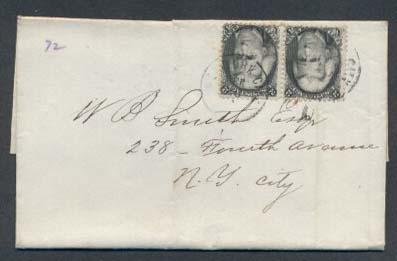 72
W B Smith Esqr
238 - Fourth Avenue
N. Y. City